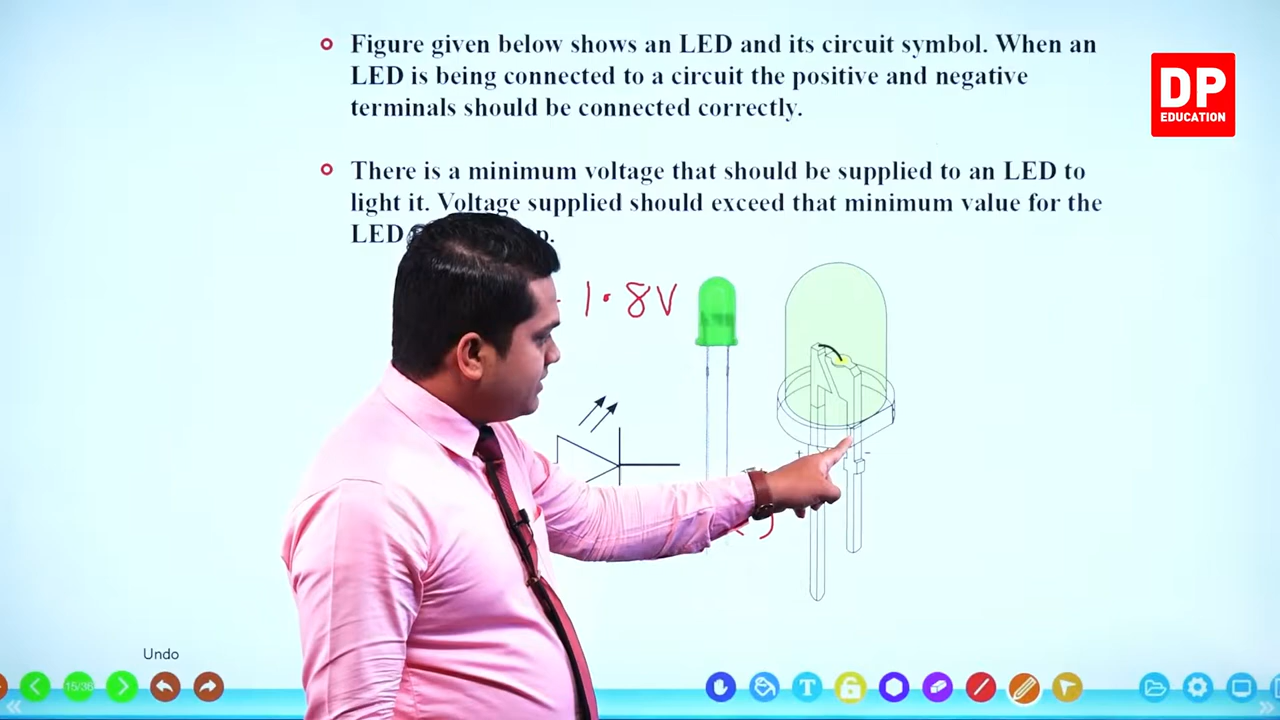 Figure given below shows an LED and its circuit symbol. When an
LED is being connected to a circuit the positive and negative
terminals should be connected correctly.
There is a minimum voltage that should be supplied to an LED to
light it. Voltage supplied should exceed that minimum value for the
LED
DP
EDUCATION
1.8V
+
-
Undo
15/36
T